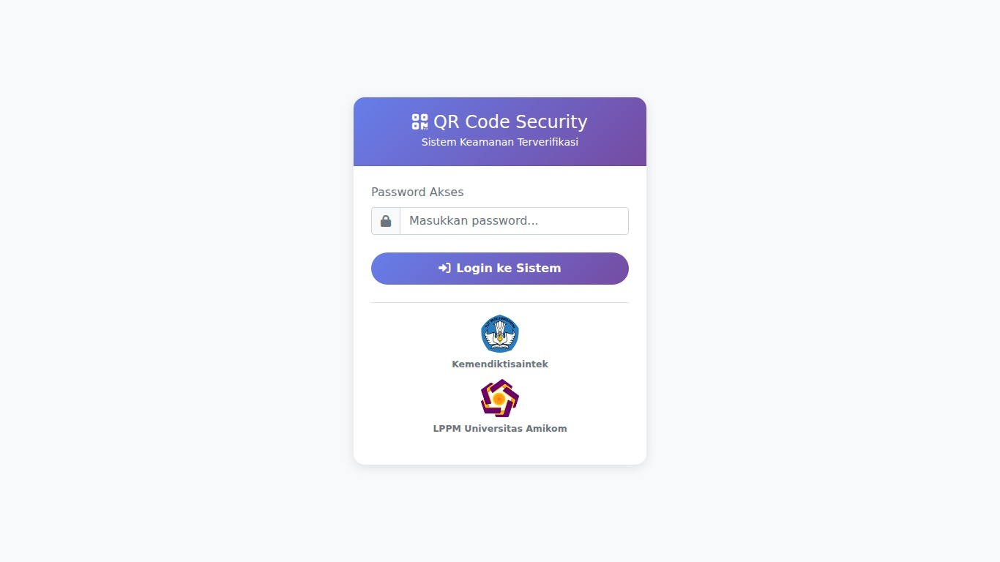 QR Code Security
Sistem Keamanan Terverifikasi
Password Akses
Masukkan password...
Login ke Sistem
Kemendiktisaintek
LPPM Universitas Amikom